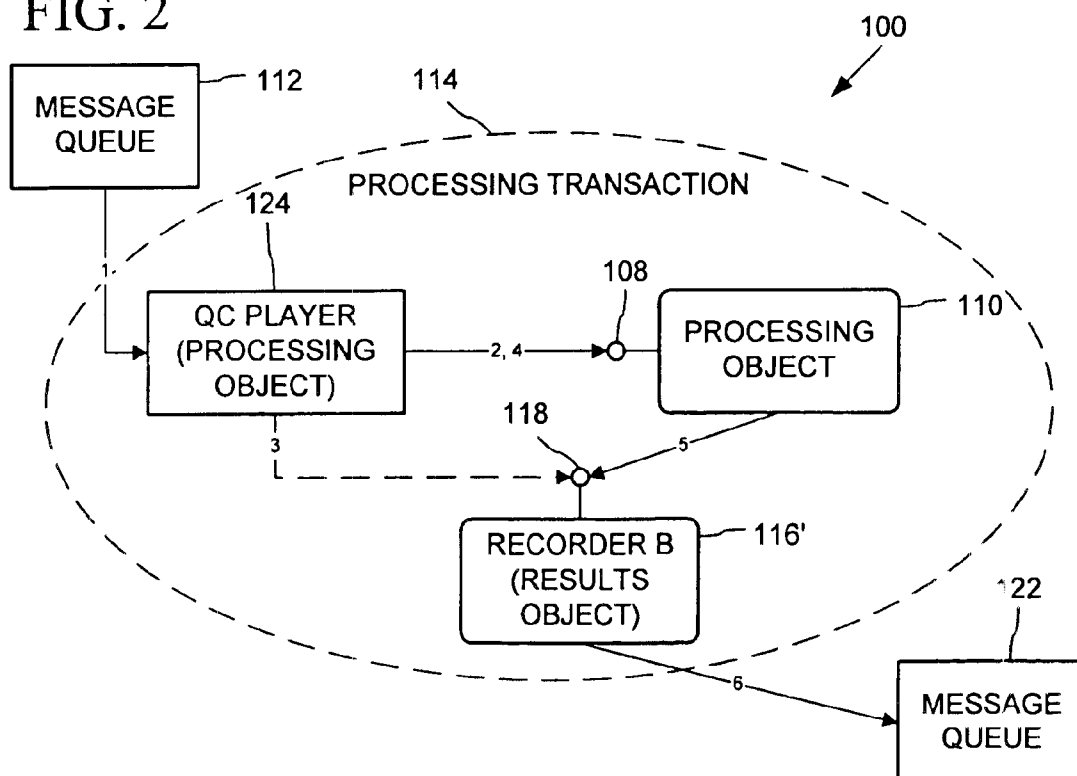 FIG. 2
100
MESSAGE
QUEUE
112
114
PROCESSING TRANSACTION
124
1
QC PLAYER
(PROCESSING
OBJECT)
2, 4
108
PROCESSING
OBJECT
110
3
118
5
RECORDER B
(RESULTS
OBJECT)
116'
122
6
MESSAGE
QUEUE